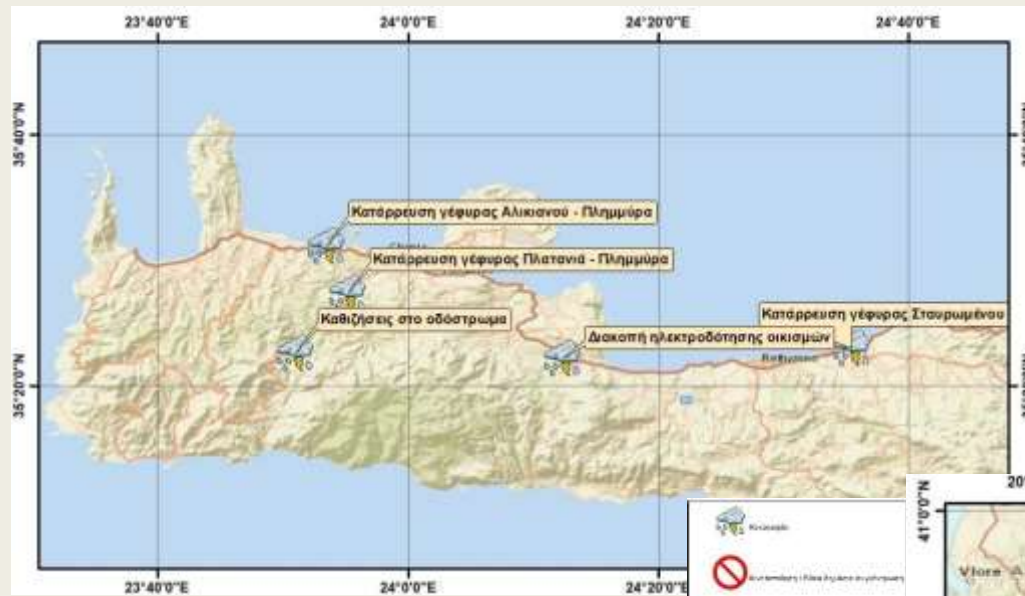 23°40'0"E 24°0'0"E 24°20'0"E 24°40'0"E
35°40'0"N
Κατάρρευση γέφυρας Αλικιανού - Πλημμύρα
Κατάρρευση γέφυρας Πλατανιά - Πλημμύρα
Καθιζήσεις στο οδόστρωμα
Κατάρρευση γέφυρας Σταυρωμένου
Διακοπή ηλεκτροδότησης οικισμών
35°20'0"N
23°40'0"E 24°0'0"E 24°20'0"
41°0'0"N
Vlorë